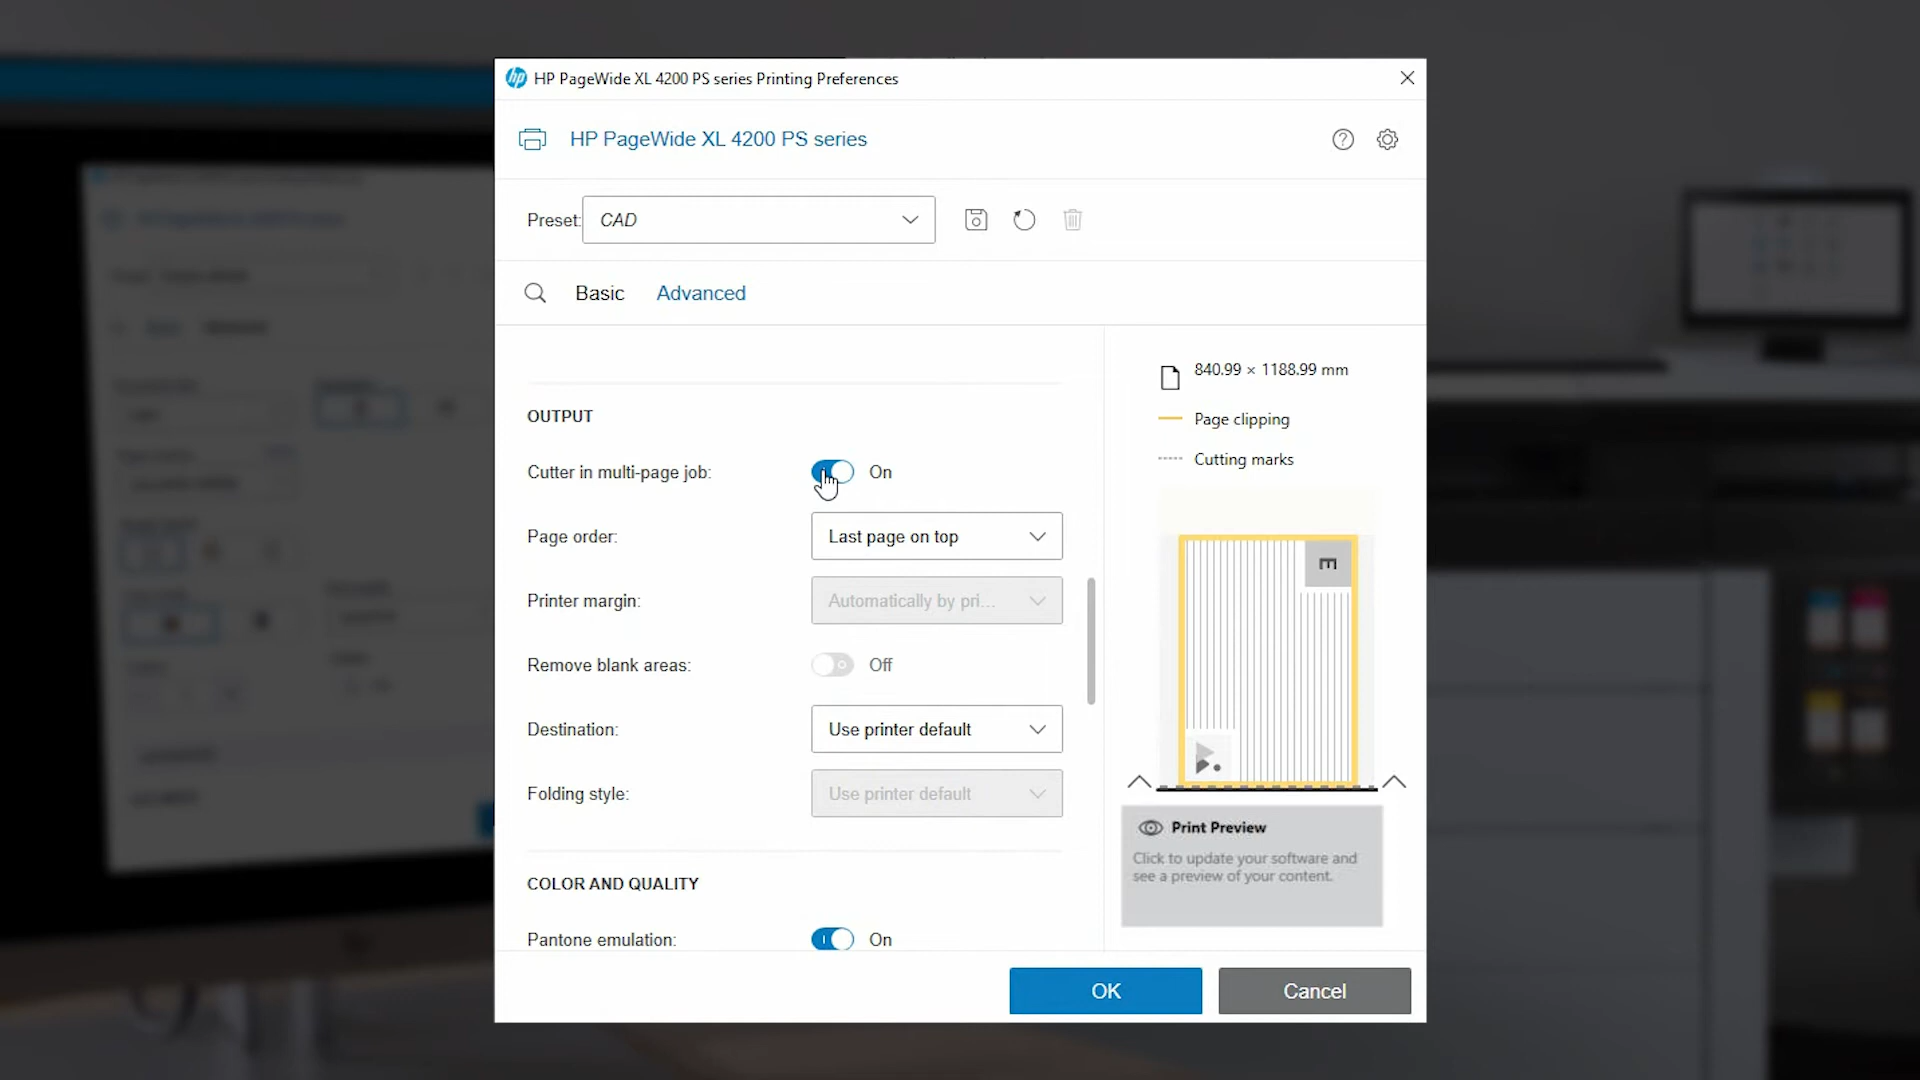 hp HP PageWide XL 4200 PS series Printing Preferences
HP PageWide XL 4200 PS series
Preset: CAD
Basic Advanced
840.99 × 1188.99 mm
Page clipping
Cutting marks
OUTPUT
Cutter in multi-page job: On
Page order: Last page on top
Printer margin: Automatically by pri...
Remove blank areas: Off
Destination: Use printer default
Folding style: Use printer default
COLOR AND QUALITY
Pantone emulation: On
Print Preview
Click to update your software and
see a preview of your content.
OK Cancel